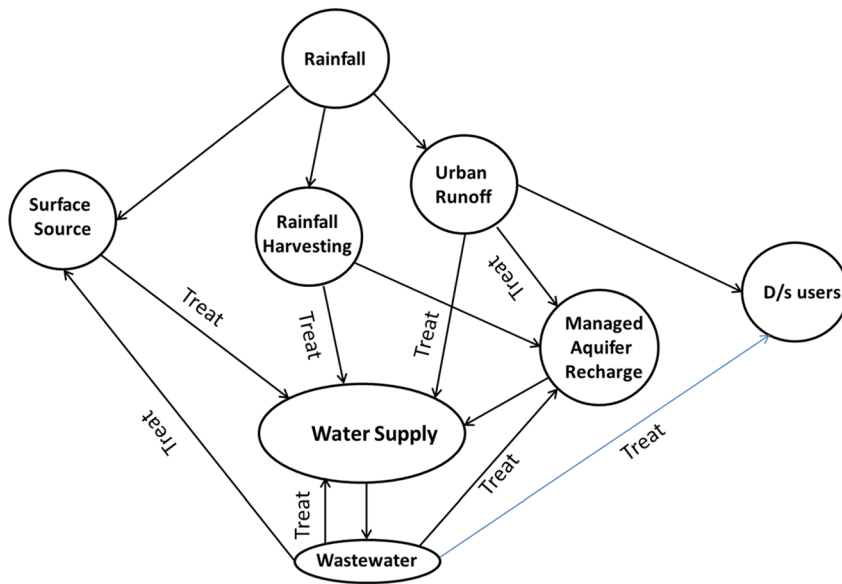 Rainfall
Urban
Runoff
Surface
Source
Rainfall
Harvesting
D/s users
Treat
Treat
Treat
Treat
Managed
Aquifer
Recharge
Treat
Water Supply
Treat
Treat
Treat
Wastewater